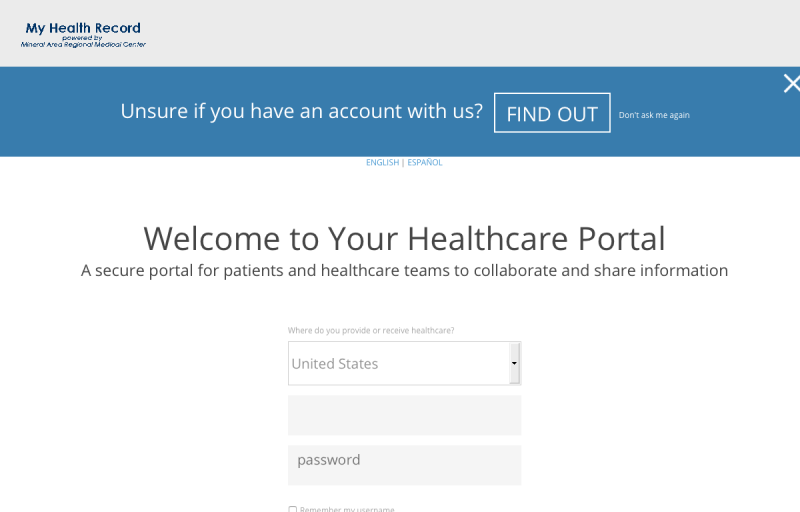 My Health Record
powered by
Mineral Area Regional Medical Center
Unsure if you have an account with us? FIND OUT Don't ask me again
ENGLISH | ESPAÑOL
Welcome to Your Healthcare Portal
A secure portal for patients and healthcare teams to collaborate and share information
Where do you provide or receive healthcare?
United States
password
Remember my username